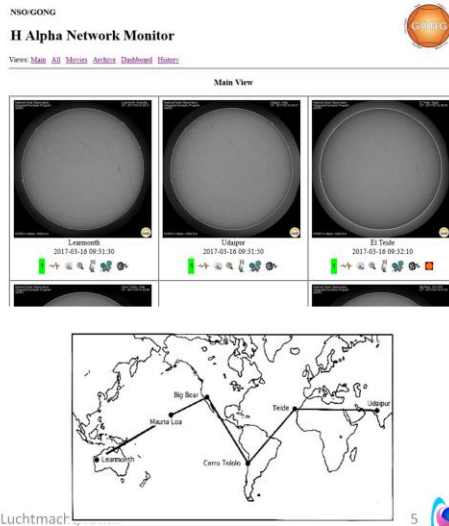 NSO/GONG
GONG
H Alpha Network Monitor
Views: Main All Movies Archive Dashboard History
Main View
Learmonth
2017-03-16 09:31:30
Udaipur
2017-03-16 09:31:50
El Teide
2017-03-16 09:32:10
Big Bear
Mauna Loa
Learmonth
Cerro Tololo
Teide
Udaipur
5